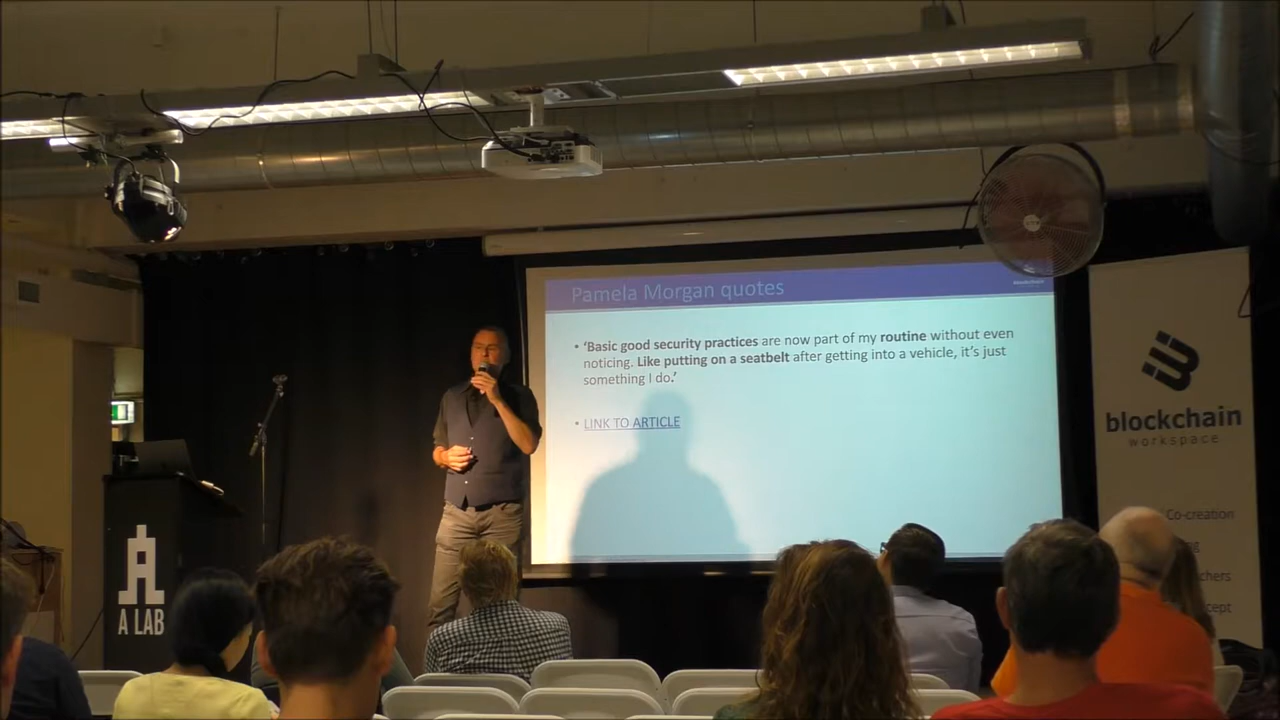 Pamela Morgan quotes
• ‘Basic good security practices are now part of my routine without even
noticing. Like putting on a seatbelt after getting into a vehicle, it’s just
something I do.’
• LINK TO ARTICLE
blockchain
workspace
Co-creation
A LAB